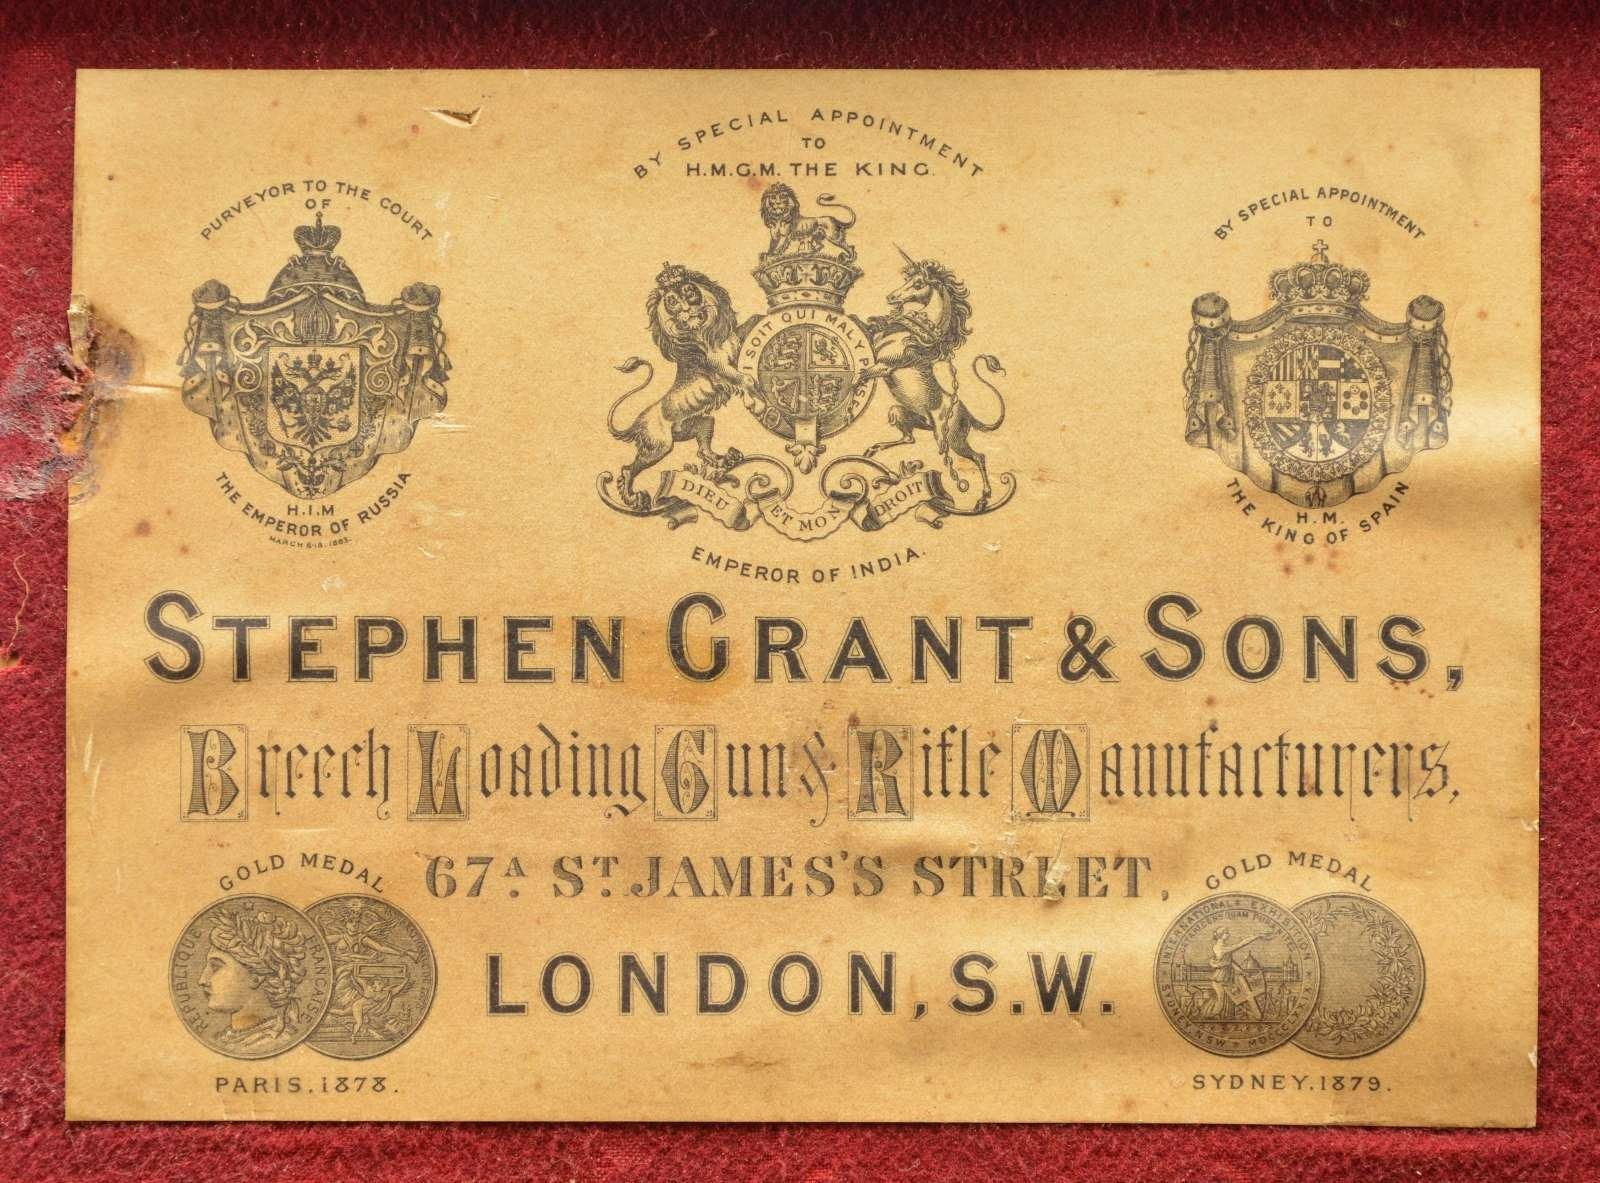 BY SPECIAL APPOINTMENT
TO
H.M.G.M. THE KING.
PURVEYOR TO THE COURT
OF
H.I.M
THE EMPEROR OF RUSSIA
BY SPECIAL APPOINTMENT
TO
H.M.
THE KING OF SPAIN
SOIT QUI MAL Y PENSE
DIEU ET MON DROIT
EMPEROR OF INDIA.
STEPHEN GRANT & SONS,
Breech Loading Gun & Rifle Manufacturers,
67A ST. JAMES'S STREET,
LONDON, S.W.
GOLD MEDAL
REPUBLIQUE FRANCAISE
PARIS. 1878.
GOLD MEDAL
INTERNATIONAL EXHIBITION
SYDNEY NSW MDCCCLXXIX
SYDNEY. 1879.